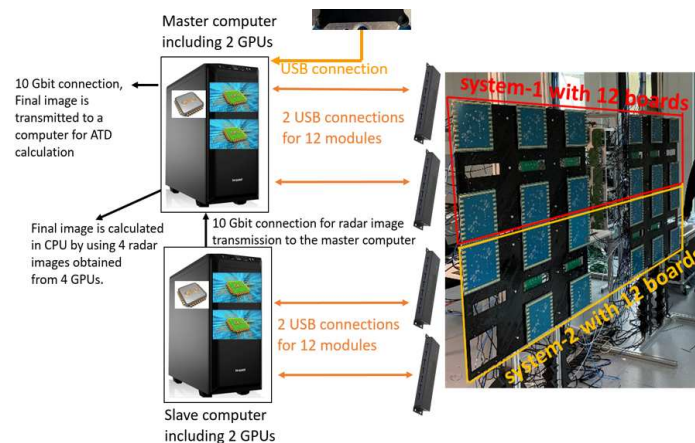 Master computer
including 2 GPUs
USB connection
10 Gbit connection,
Final image is
transmitted to a
computer for ATD
calculation
2 USB connections
for 12 modules
system-1 with 12 boards
Final image is calculated
in CPU by using 4 radar
images obtained
from 4 GPUs.
10 Gbit connection for radar image
transmission to the master computer
2 USB connections
for 12 modules
system-2 with 12 boards
Slave computer
including 2 GPUs